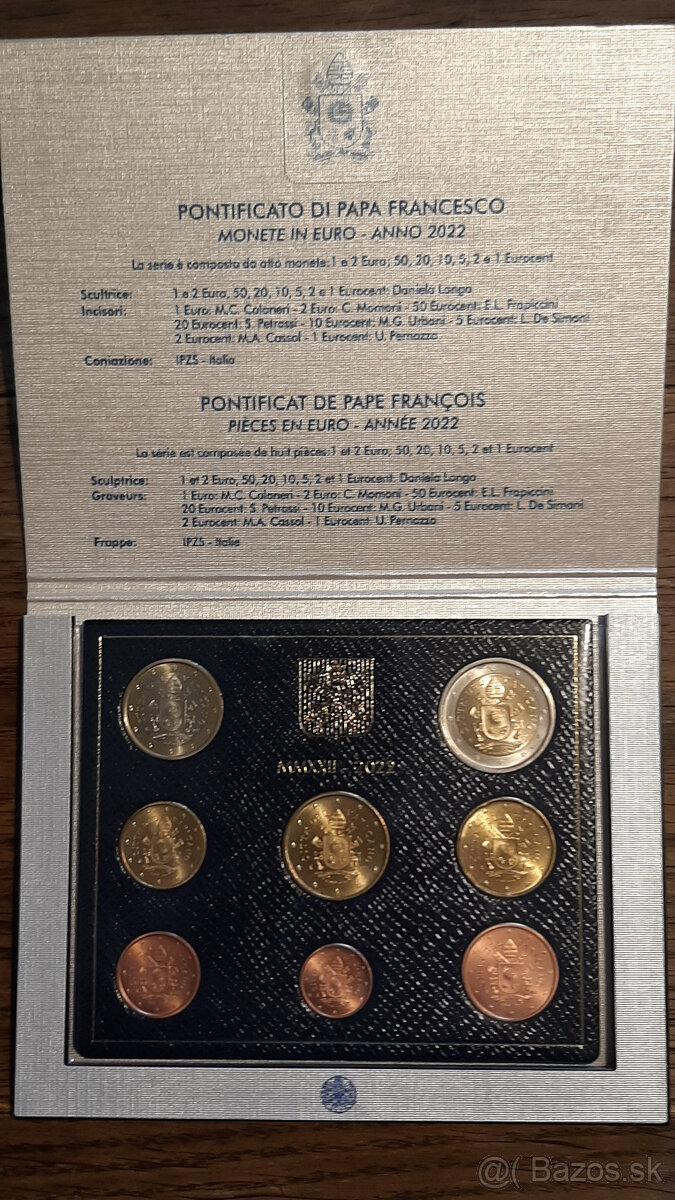 PONTIFICATO DI PAPA FRANCESCO
MONETE IN EURO - ANNO 2022
La serie è composta da otto monete: 1 e 2 Euro; 50, 20, 10, 5, 2 e 1 Eurocent
Scultrice: 1 e 2 Euro, 50, 20, 10, 5, 2 e 1 Eurocent: Daniela Longo
Incisori: 1 Euro: M.C. Colaneri - 2 Euro: C. Momoni - 50 Eurocent: E.L. Frapiccini
20 Eurocent: S. Petrassi - 10 Eurocent: M.G. Urbani - 5 Eurocent: L. De Simoni
2 Eurocent: M.A. Cassol - 1 Eurocent: U. Pernazza
Coniazione: IPZS - Italia
PONTIFICAT DE PAPE FRANÇOIS
PIÈCES EN EURO - ANNÉE 2022
La série est composée de huit pièces: 1 et 2 Euro, 50, 20, 10, 5, 2 et 1 Eurocent
Sculptrice: 1 et 2 Euro, 50, 20, 10, 5, 2 et 1 Eurocent: Daniela Longo
Graveurs: 1 Euro: M.C. Colaneri - 2 Euro: C. Momoni - 50 Eurocent: E.L. Frapiccini
20 Eurocent: S. Petrassi - 10 Eurocent: M.G. Urbani - 5 Eurocent: L. De Simoni
2 Eurocent: M.A. Cassol - 1 Eurocent: U. Pernazza
Frappe: IPZS - Italie
MMXXII 2022
@( Bazos.sk